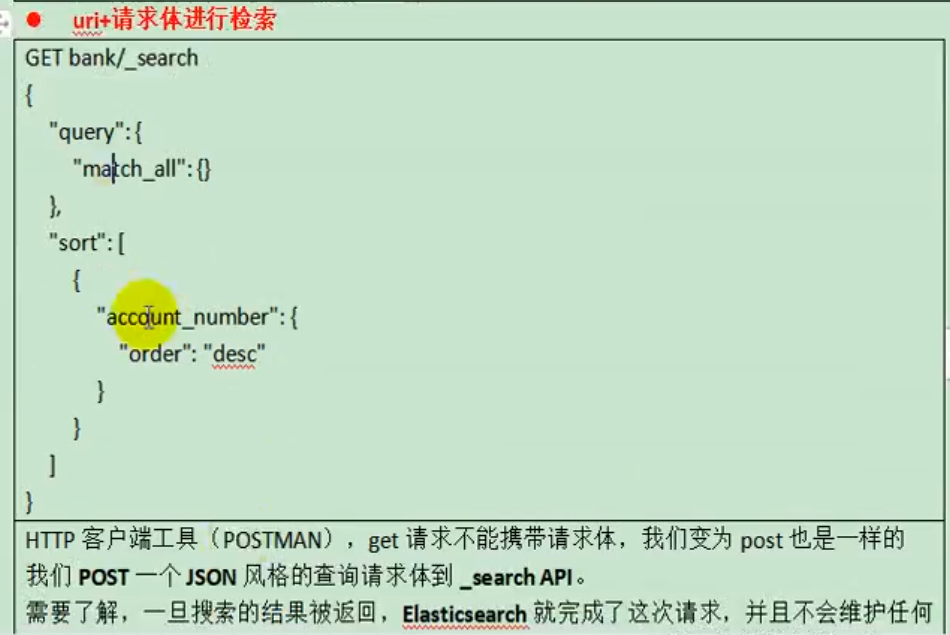 ● uri+请求体进行检索
GET bank/_search
{
"query": {
"match_all": {}
},
"sort": [
{
"account_number": {
"order": "desc"
}
}
]
}
HTTP 客户端工具（POSTMAN），get 请求不能携带请求体，我们变为 post 也是一样的
我们 POST 一个 JSON 风格的查询请求体到 _search API。
需要了解，一旦搜索的结果被返回，Elasticsearch 就完成了这次请求，并且不会维护任何